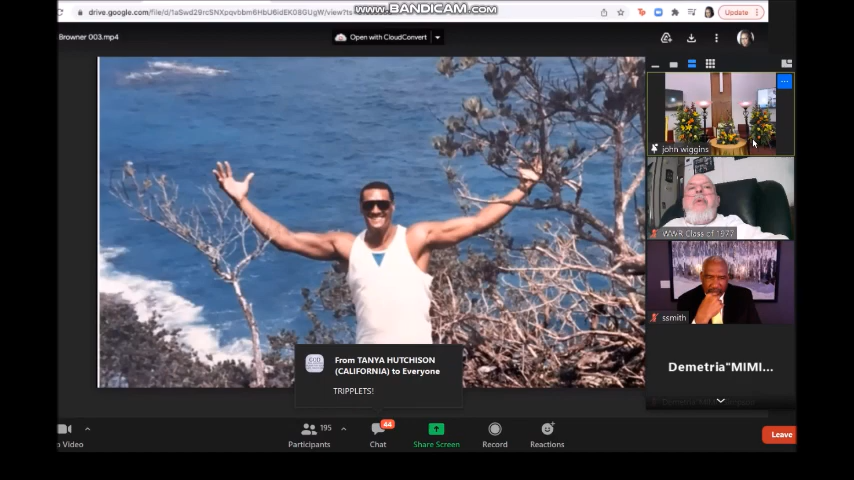 www.BANDICAM.com
drive.google.com/file/d/1aSwd29rcSNXpqvbbm6HbU6idEK08GUgW/view?ts
Update
Browner 003.mp4
Open with CloudConvert
john wiggins
WWR Class of 1977
ssmith
Demetria"MIMI...
From TANYA HUTCHISON
(CALIFORNIA) to Everyone
TRIPPLETS!
o Video
Participants
195
Chat
44
Share Screen
Record
Reactions
Leave